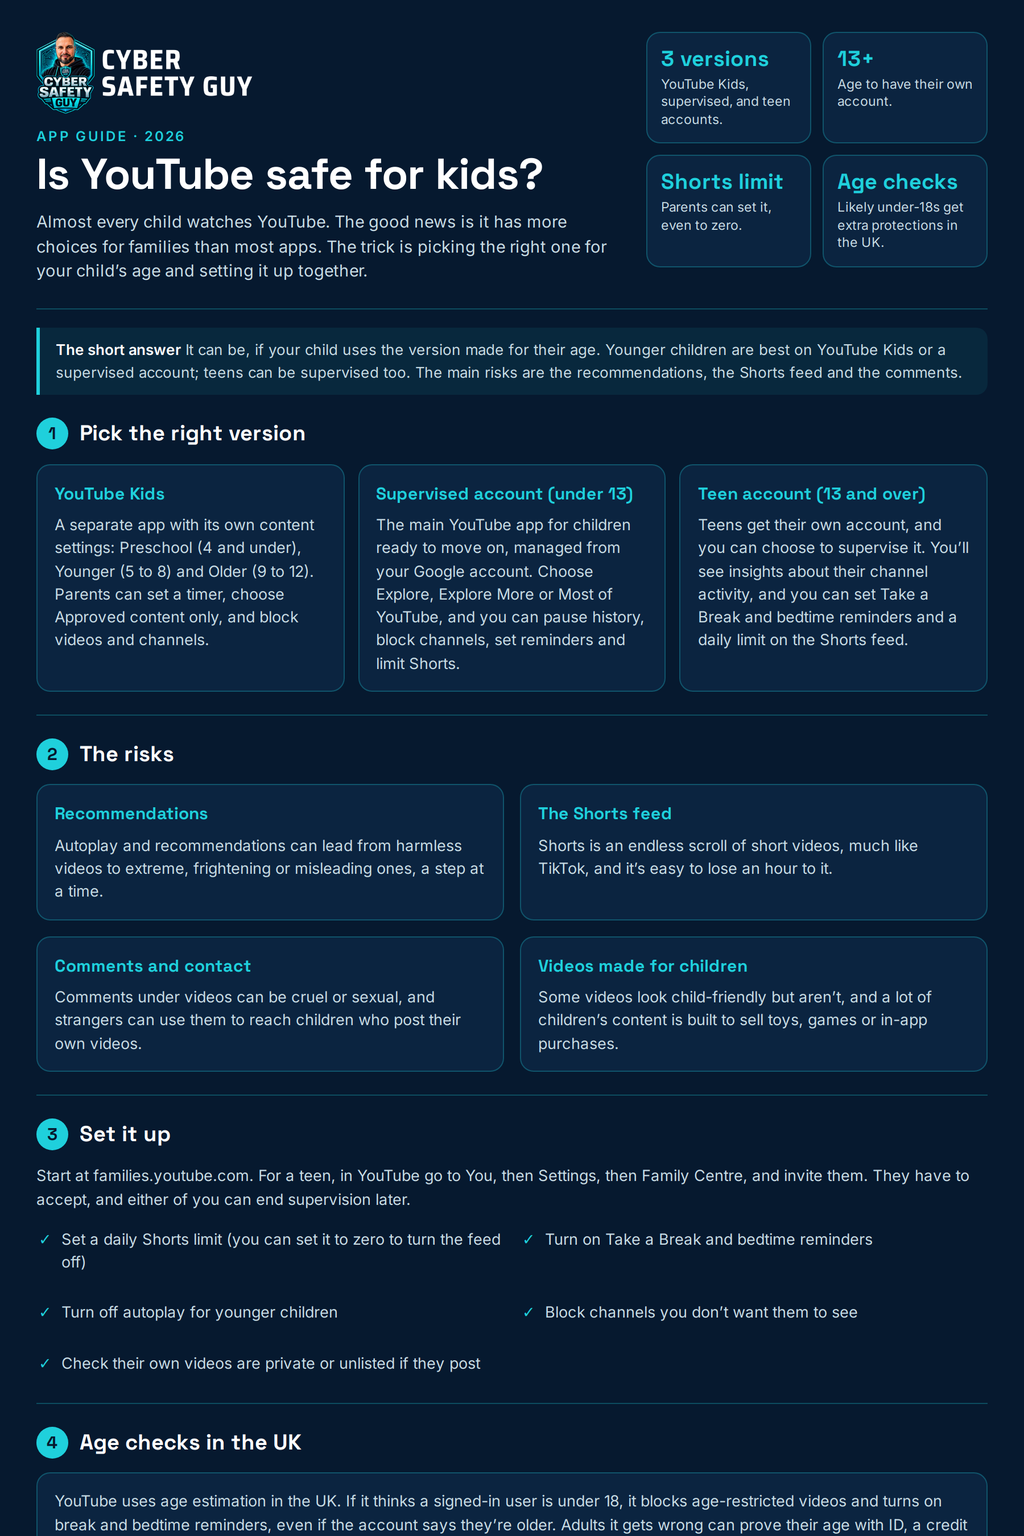 CYBER
SAFETY
GUY
CYBER
SAFETY GUY
APP GUIDE · 2026
Is YouTube safe for kids?
Almost every child watches YouTube. The good news is it has more
choices for families than most apps. The trick is picking the right one for
your child’s age and setting it up together.
3 versions
YouTube Kids,
supervised, and teen
accounts.
13+
Age to have their own
account.
Shorts limit
Parents can set it,
even to zero.
Age checks
Likely under-18s get
extra protections in
the UK.
The short answer It can be, if your child uses the version made for their age. Younger children are best on YouTube Kids or a
supervised account; teens can be supervised too. The main risks are the recommendations, the Shorts feed and the comments.
1 Pick the right version
YouTube Kids
A separate app with its own content
settings: Preschool (4 and under),
Younger (5 to 8) and Older (9 to 12).
Parents can set a timer, choose
Approved content only, and block
videos and channels.
Supervised account (under 13)
The main YouTube app for children
ready to move on, managed from
your Google account. Choose
Explore, Explore More or Most of
YouTube, and you can pause history,
block channels, set reminders and
limit Shorts.
Teen account (13 and over)
Teens get their own account, and
you can choose to supervise it. You’ll
see insights about their channel
activity, and you can set Take a
Break and bedtime reminders and a
daily limit on the Shorts feed.
2 The risks
Recommendations
Autoplay and recommendations can lead from harmless
videos to extreme, frightening or misleading ones, a step at
a time.
The Shorts feed
Shorts is an endless scroll of short videos, much like
TikTok, and it’s easy to lose an hour to it.
Comments and contact
Comments under videos can be cruel or sexual, and
strangers can use them to reach children who post their
own videos.
Videos made for children
Some videos look child-friendly but aren’t, and a lot of
children’s content is built to sell toys, games or in-app
purchases.
3 Set it up
Start at families.youtube.com. For a teen, in YouTube go to You, then Settings, then Family Centre, and invite them. They have to
accept, and either of you can end supervision later.
✓ Set a daily Shorts limit (you can set it to zero to turn the feed
off)
✓ Turn on Take a Break and bedtime reminders
✓ Turn off autoplay for younger children
✓ Block channels you don’t want them to see
✓ Check their own videos are private or unlisted if they post
4 Age checks in the UK
YouTube uses age estimation in the UK. If it thinks a signed-in user is under 18, it blocks age-restricted videos and turns on
break and bedtime reminders, even if the account says they’re older. Adults it gets wrong can prove their age with ID, a credit